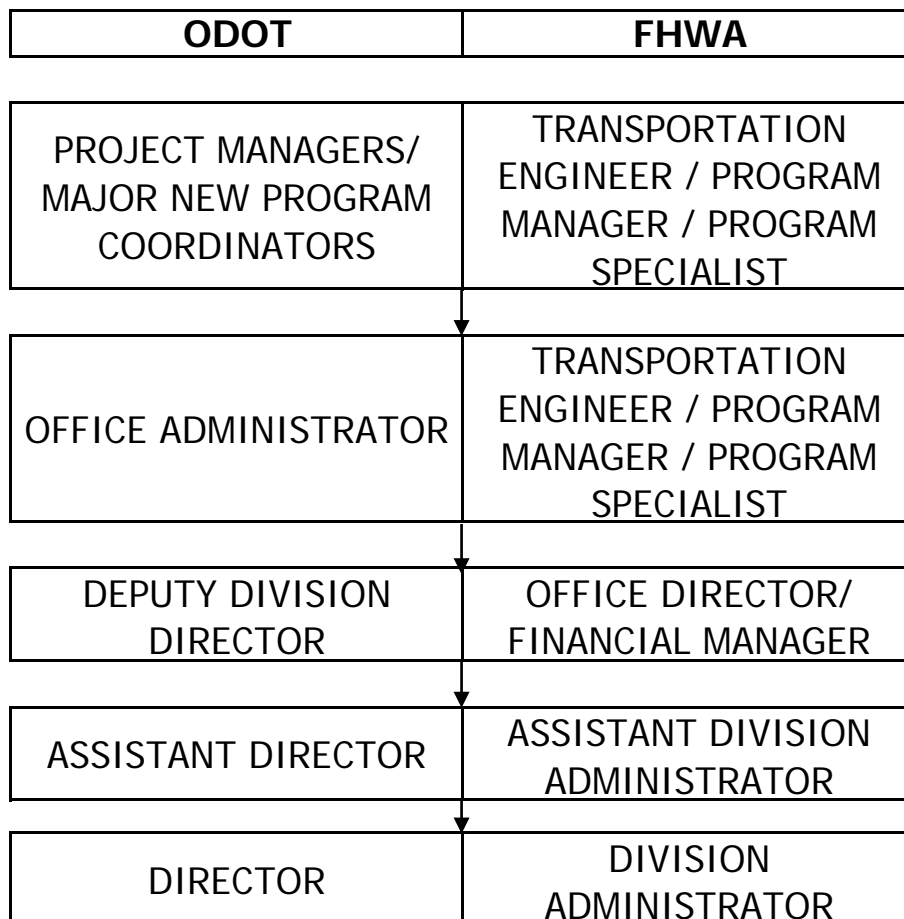 ODOT
FHWA
PROJECT MANAGERS/
MAJOR NEW PROGRAM
COORDINATORS
TRANSPORTATION
ENGINEER / PROGRAM
MANAGER / PROGRAM
SPECIALIST
OFFICE ADMINISTRATOR
TRANSPORTATION
ENGINEER / PROGRAM
MANAGER / PROGRAM
SPECIALIST
DEPUTY DIVISION
DIRECTOR
OFFICE DIRECTOR/
FINANCIAL MANAGER
ASSISTANT DIRECTOR
ASSISTANT DIVISION
ADMINISTRATOR
DIRECTOR
DIVISION
ADMINISTRATOR